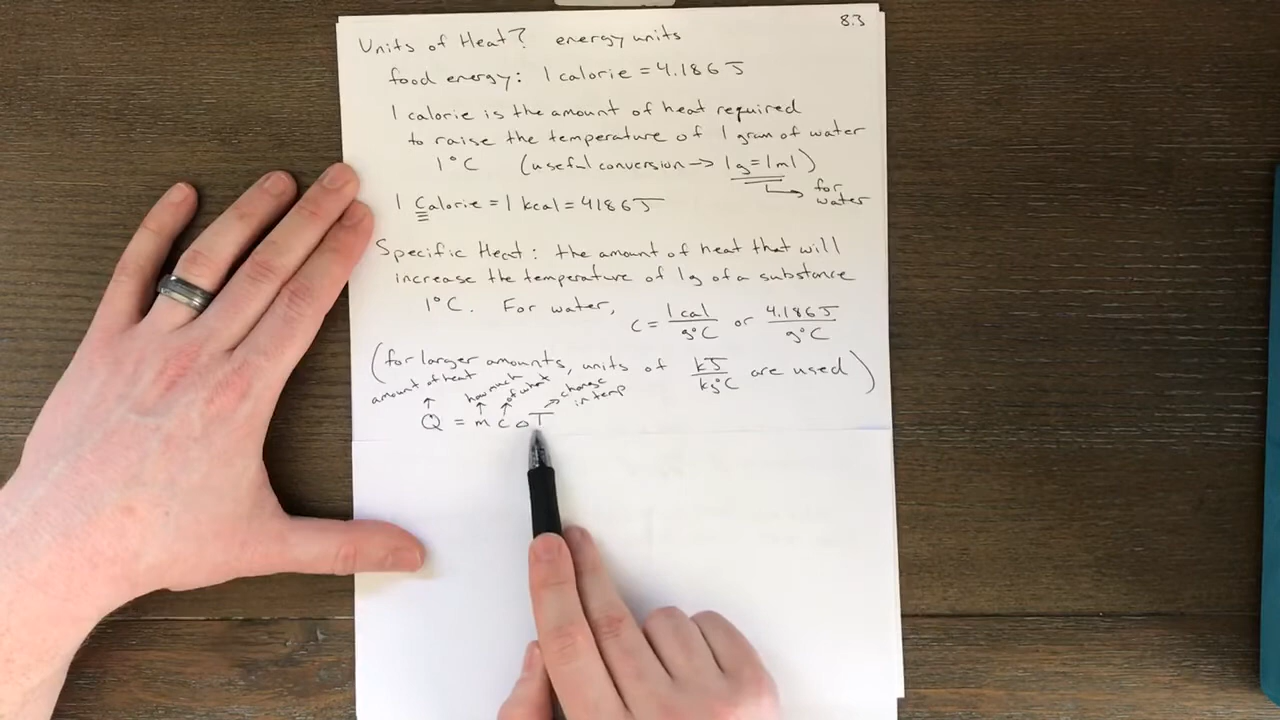 8.3
Units of Heat? energy units
food energy: 1 calorie = 4.186 J
1 calorie is the amount of heat required
to raise the temperature of 1 gram of water
1°C (useful conversion → 1g = 1ml)
for water
1 Calorie = 1 kcal = 4186 J
Specific Heat: the amount of heat that will
increase the temperature of 1g of a substance
1°C. For water, c = 1 cal / g°C or 4.186 J / g°C
(for larger amounts, units of kJ / kg°C are used)
amount of heat how much of what change in temp
Q = m c △T